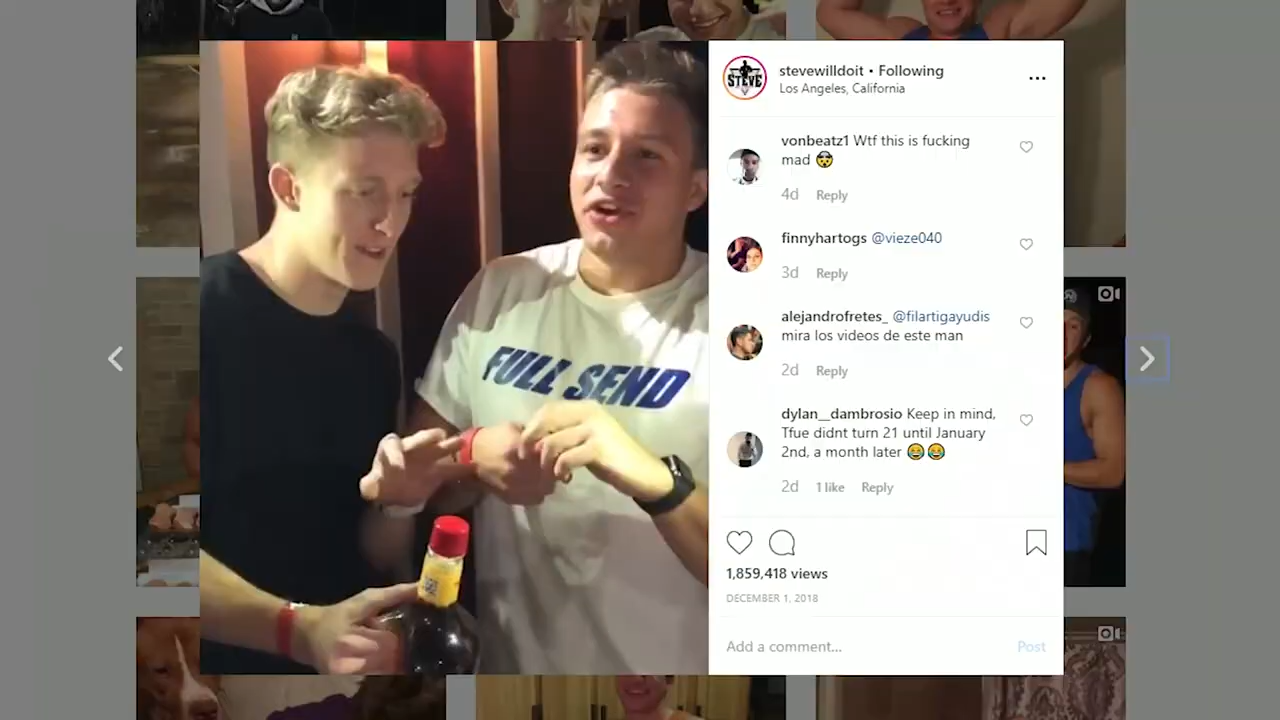 stevewilldoit • Following
Los Angeles, California
STEVE
vonbeatz1 Wtf this is fucking
mad 😲
4d Reply
finnyhartogs @vieze040
3d Reply
alejandrofretes_ @filartigayudis
mira los videos de este man
2d Reply
dylan__dambrosio Keep in mind,
Tfue didnt turn 21 until January
2nd, a month later 😂😂
2d 1 like Reply
1,859,418 views
DECEMBER 1, 2018
Add a comment... Post
FULL SEND